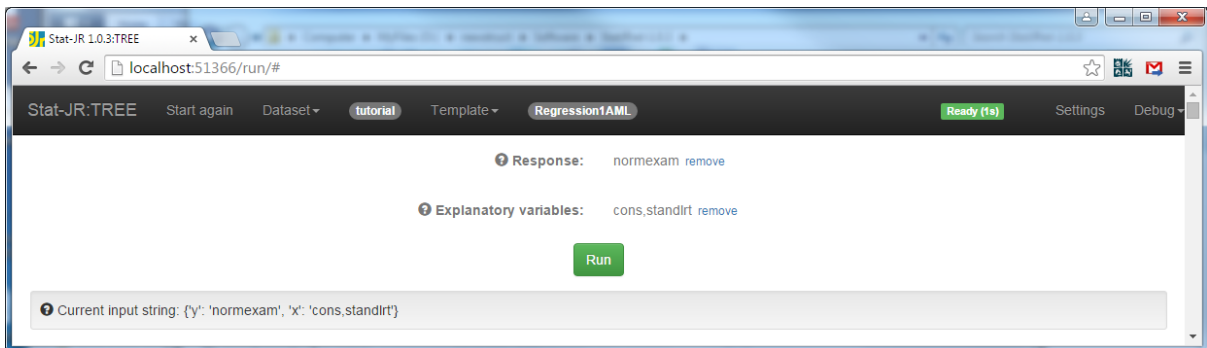 Stat-JR 1.0.3:TREE
localhost:51366/run/#
Stat-JR:TREE Start again Dataset tutorial Template Regression1AML Ready (1s) Settings Debug
Response: normexam remove
Explanatory variables: cons,standlrt remove
Run
Current input string: {'y': 'normexam', 'x': 'cons,standlrt'}